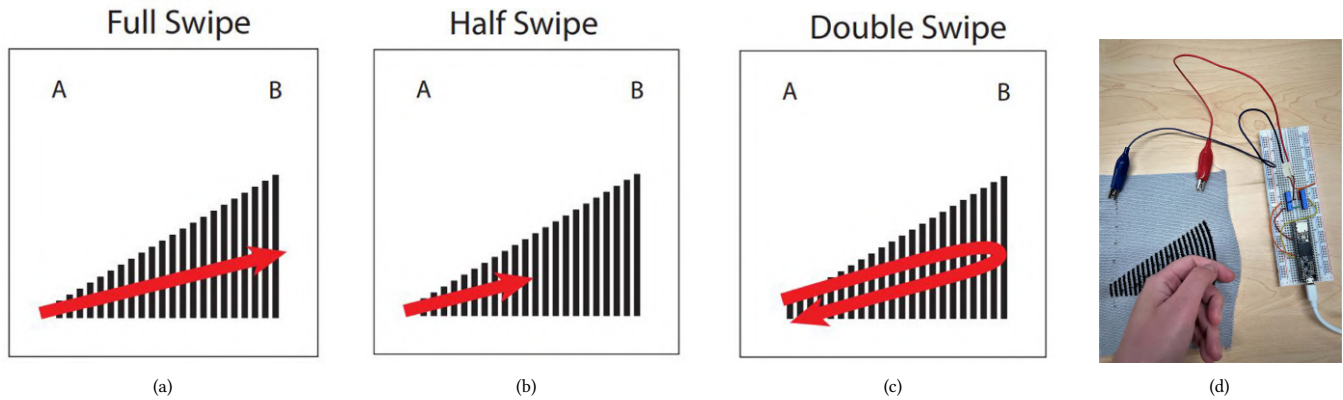 Full Swipe
Half Swipe
Double Swipe
A
B
A
B
A
B
(a)
(b)
(c)
(d)